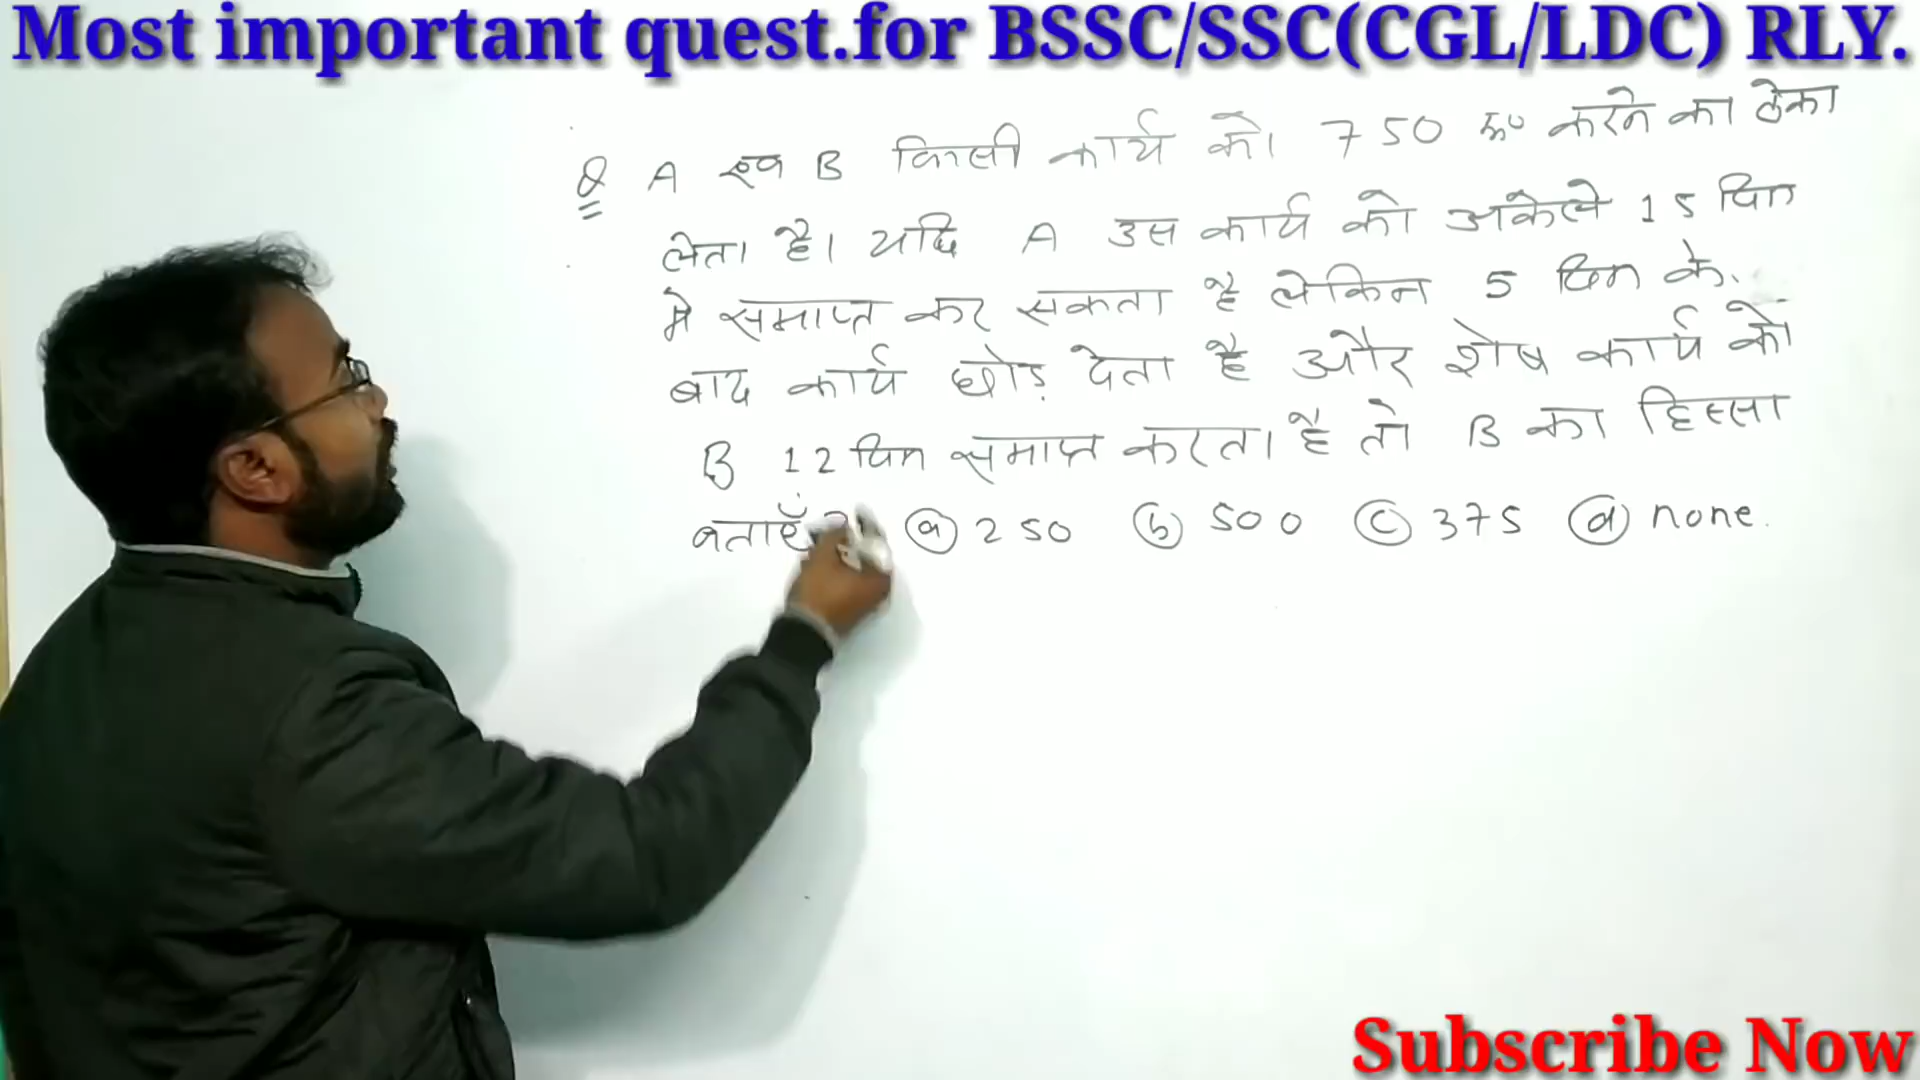 Most important quest.for BSSC/SSC(CGL/LDC) RLY.
Q A एव B किसी कार्य को 750 रू० करने का ठेका
लेता है। यदि A उस कार्य को अकेले 15 दिन
मे समाप्त कर सकता है लेकिन 5 दिन के
बाद कार्य छोड़ देता है और शेष कार्य को
B 12 दिन समाप्त करता है तो B का हिस्सा
बताएँ (a) 250 (b) 500 (c) 375 (d) none.
Subscribe Now